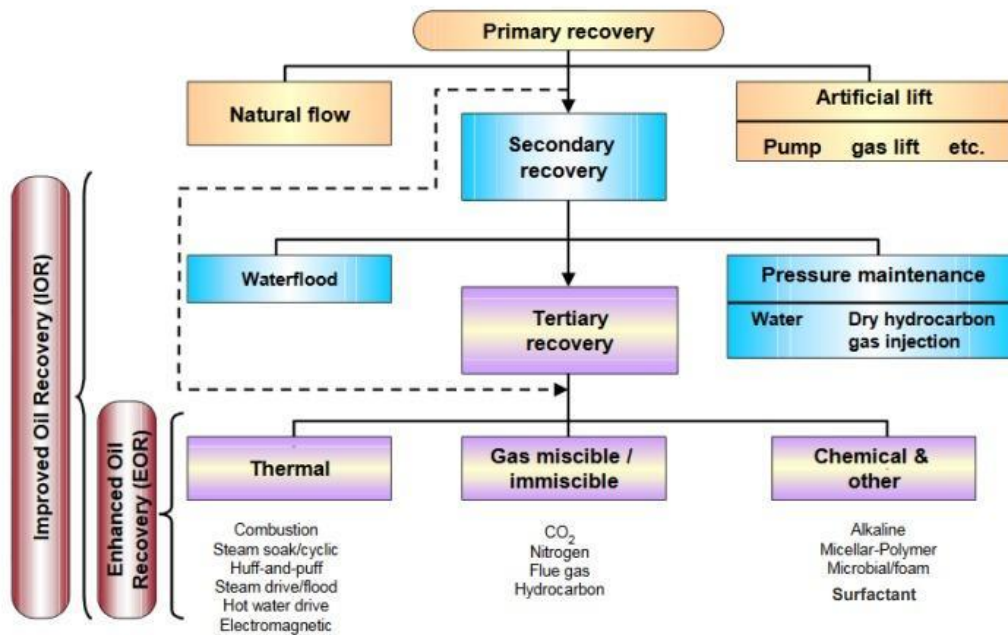 Primary recovery
Natural flow
Artificial lift
Pump gas lift etc.
Secondary
recovery
Waterflood
Pressure maintenance
Water Dry hydrocarbon
gas injection
Tertiary
recovery
Improved Oil Recovery (IOR)
Enhanced Oil
Recovery (EOR)
Thermal
Gas miscible /
immiscible
Chemical &
other
Combustion
Steam soak/cyclic
Huff-and-puff
Steam drive/flood
Hot water drive
Electromagnetic
CO₂
Nitrogen
Flue gas
Hydrocarbon
Alkaline
Micellar-Polymer
Microbial/foam
Surfactant